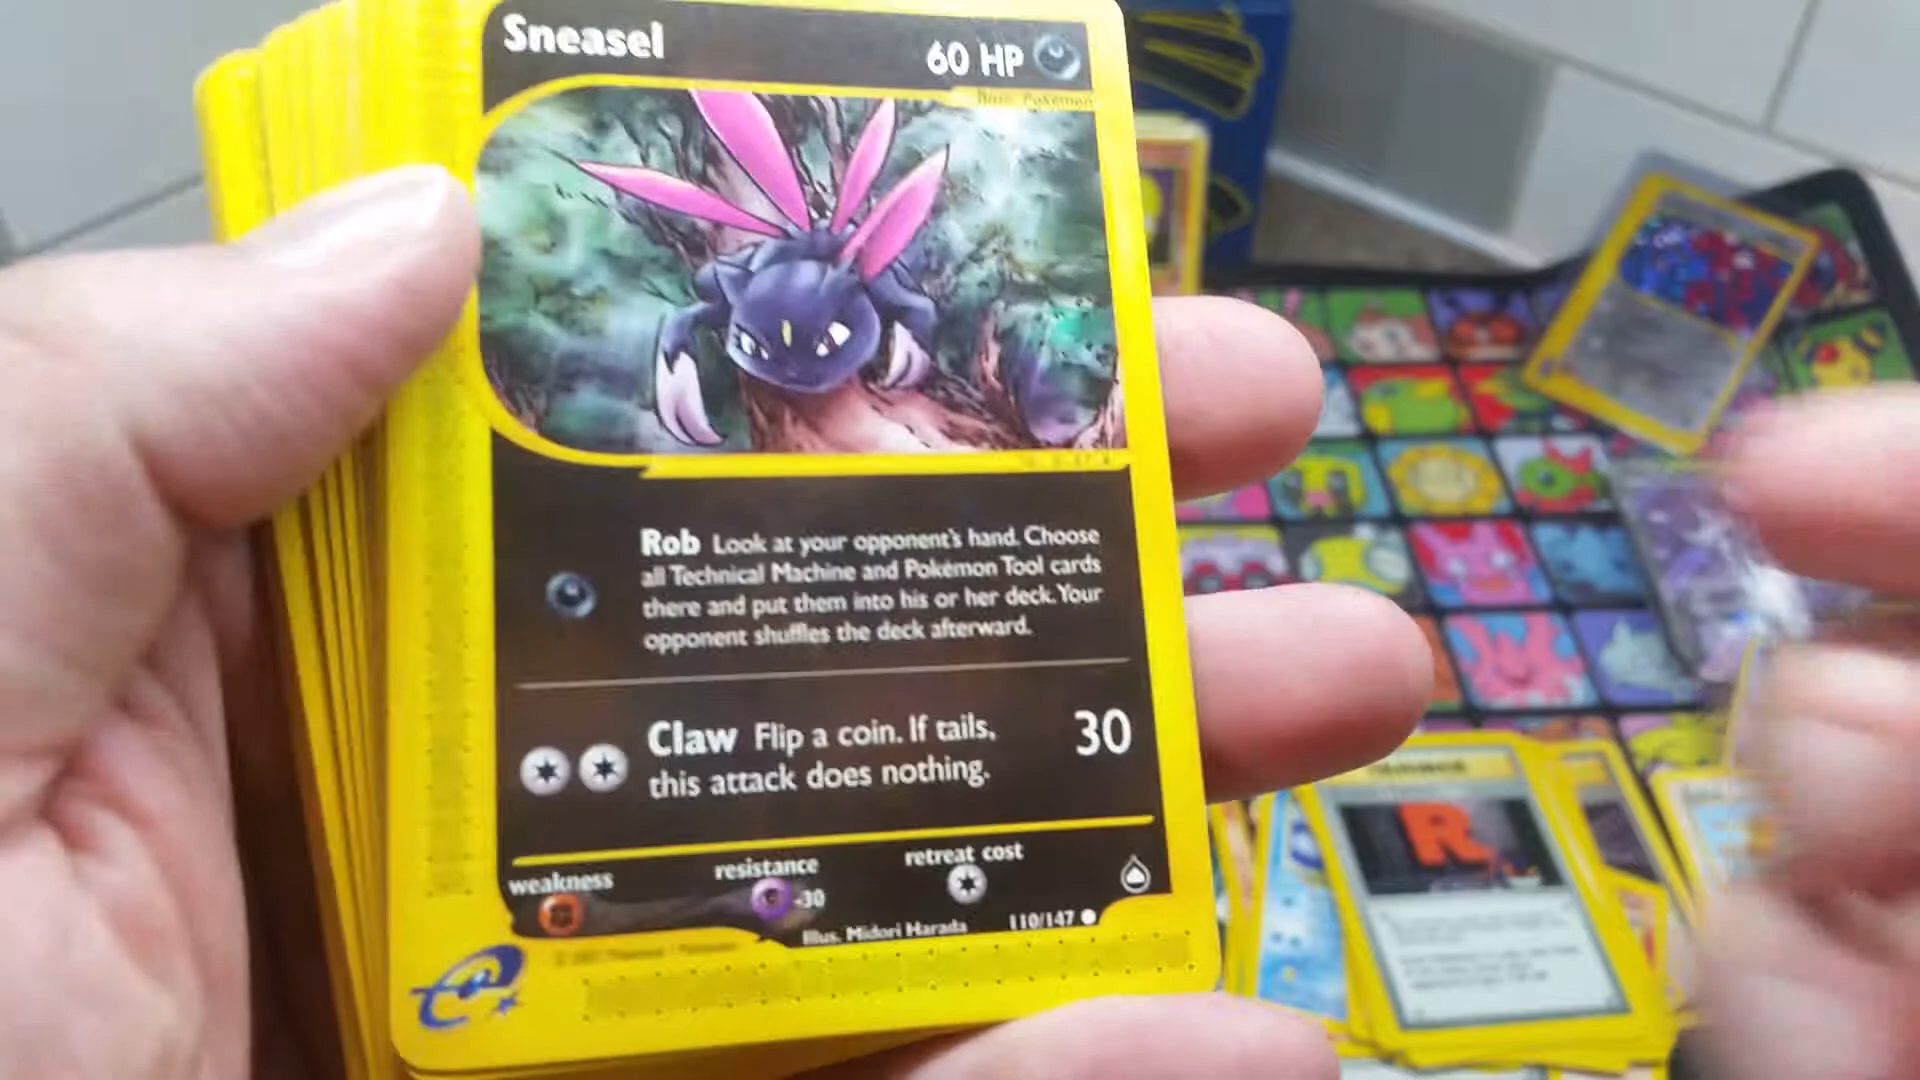 Sneasel
60 HP
Basic Pokémon
Rob Look at your opponent's hand. Choose
all Technical Machine and Pokémon Tool cards
there and put them into his or her deck. Your
opponent shuffles the deck afterward.
Claw Flip a coin. If tails,
this attack does nothing.
30
weakness
resistance
-30
retreat cost
Illus. Midori Harada
110/147
e
R